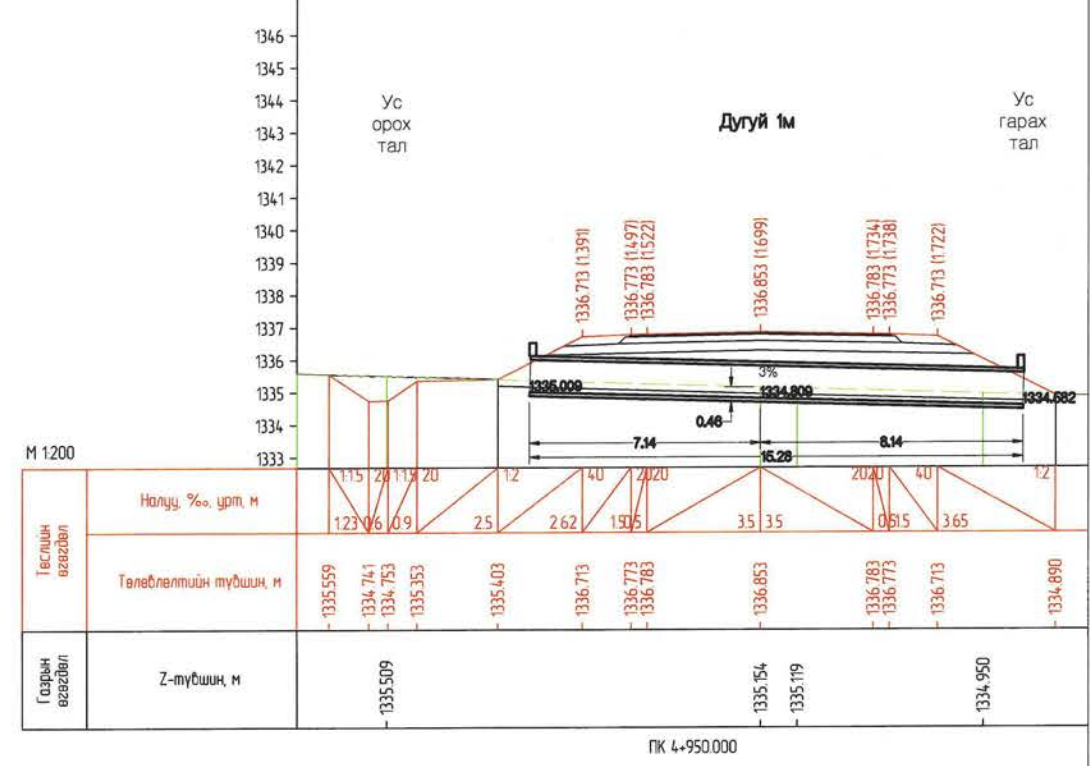 1346
1345
1344
1343
1342
1341
1340
1339
1338
1337
1336
1335
1334
1333
Ус
орох
тал
Дугуй 1м
Ус
гарах
тал
1336.713 (1.391)
1336.773 (1.497)
1336.783 (1.522)
1336.853 (1.699)
1336.783 (1.734)
1336.773 (1.738)
1336.713 (1.722)
3%
1335.009
1334.809
1334.682
0.46
7.14
8.14
15.28
М 1:200
Төслийн
өгөгдөл
Налуу, ‰, урт, м
1:1.5 20 1:1.5 20 1:2 40 20 20 20 20 40 1:2
1.23 0.6 0.9 2.5 2.62 1.5 0.5 3.5 3.5 0.5 1.5 3.65
Төлөвлөлтийн түвшин, м
1335.559
1334.741
1334.753
1335.353
1335.403
1336.713
1336.773
1336.783
1336.853
1336.783
1336.773
1336.713
1334.890
Газрын
өгөгдөл
Z-түвшин, м
1335.509
1335.154
1335.119
1334.950
ПК 4+950.000